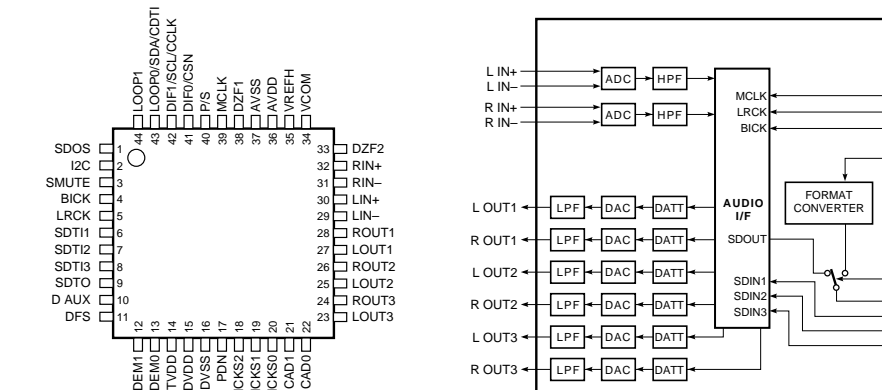 44 LOOP1
43 LOOP0/SDA/CDTI
42 DIF1/SCL/CCLK
41 DIF0/CSN
40 P/S
39 MCLK
38 DZF1
37 AVSS
36 AVDD
35 VREFH
34 VCOM
SDOS 1
I2C 2
SMUTE 3
BICK 4
LRCK 5
SDTI1 6
SDTI2 7
SDTI3 8
SDTO 9
D AUX 10
DFS 11
33 DZF2
32 RIN+
31 RIN–
30 LIN+
29 LIN–
28 ROUT1
27 LOUT1
26 ROUT2
25 LOUT2
24 ROUT3
23 LOUT3
DEM1 12
DEM0 13
TVDD 14
DVDD 15
DVSS 16
PDN 17
ICKS2 18
ICKS1 19
ICKS0 20
CAD1 21
CAD0 22
L IN+
L IN–
ADC HPF
R IN+
R IN–
ADC HPF
MCLK
LRCK
BICK
FORMAT
CONVERTER
AUDIO
I/F
SDOUT
SDIN1
SDIN2
SDIN3
L OUT1 LPF DAC DATT
R OUT1 LPF DAC DATT
L OUT2 LPF DAC DATT
R OUT2 LPF DAC DATT
L OUT3 LPF DAC DATT
R OUT3 LPF DAC DATT